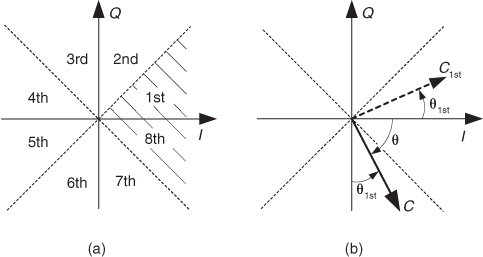 Q
3rd 2nd
4th 1st
I
5th 8th
6th 7th
(a)
Q
C1st
θ1st
I
θ
θ1st
C
(b)